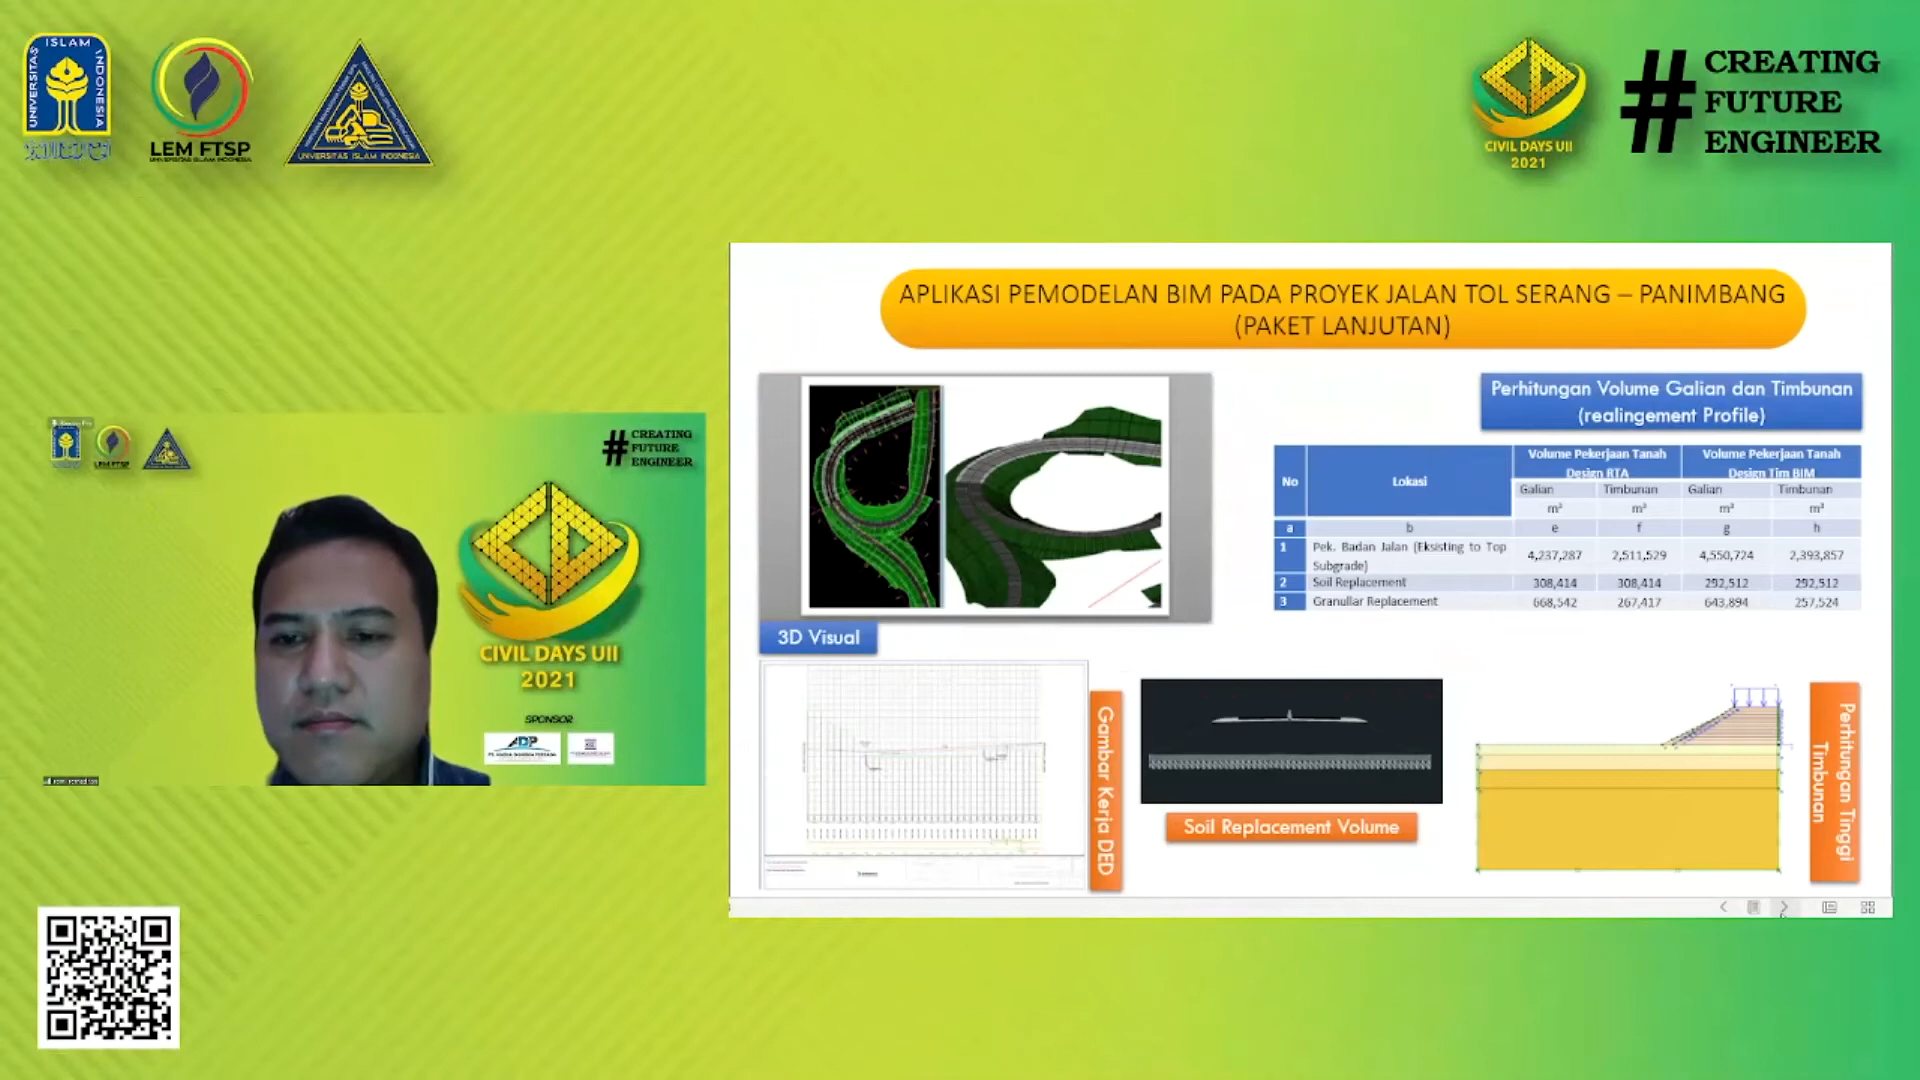 UNIVERSITAS ISLAM INDONESIA
LEM FTSP
UNIVERSITAS ISLAM INDONESIA
UNIVERSITAS ISLAM INDONESIA
CIVIL DAYS UII
2021
#CREATING
FUTURE
ENGINEER
APLIKASI PEMODELAN BIM PADA PROYEK JALAN TOL SERANG – PANIMBANG
(PAKET LANJUTAN)
Perhitungan Volume Galian dan Timbunan
(realingement Profile)
No Lokasi Volume Pekerjaan Tanah Design RTA Volume Pekerjaan Tanah Design Tim BIM
Galian Timbunan Galian Timbunan
m³ m³ m³ m³
a b e f g h
1 Pek. Badan Jalan (Eksisting to Top Subgrade) 4,237,287 2,511,529 4,550,724 2,393,857
2 Soil Replacement 308,414 308,414 292,512 292,512
3 Granullar Replacement 668,542 267,417 643,894 257,524
3D Visual
Gambar Kerja DED
Soil Replacement Volume
Perhitungan Tinggi
Timbunan
LEM FTSP
#CREATING
FUTURE
ENGINEER
CIVIL DAYS UII
2021
SPONSOR
ADP